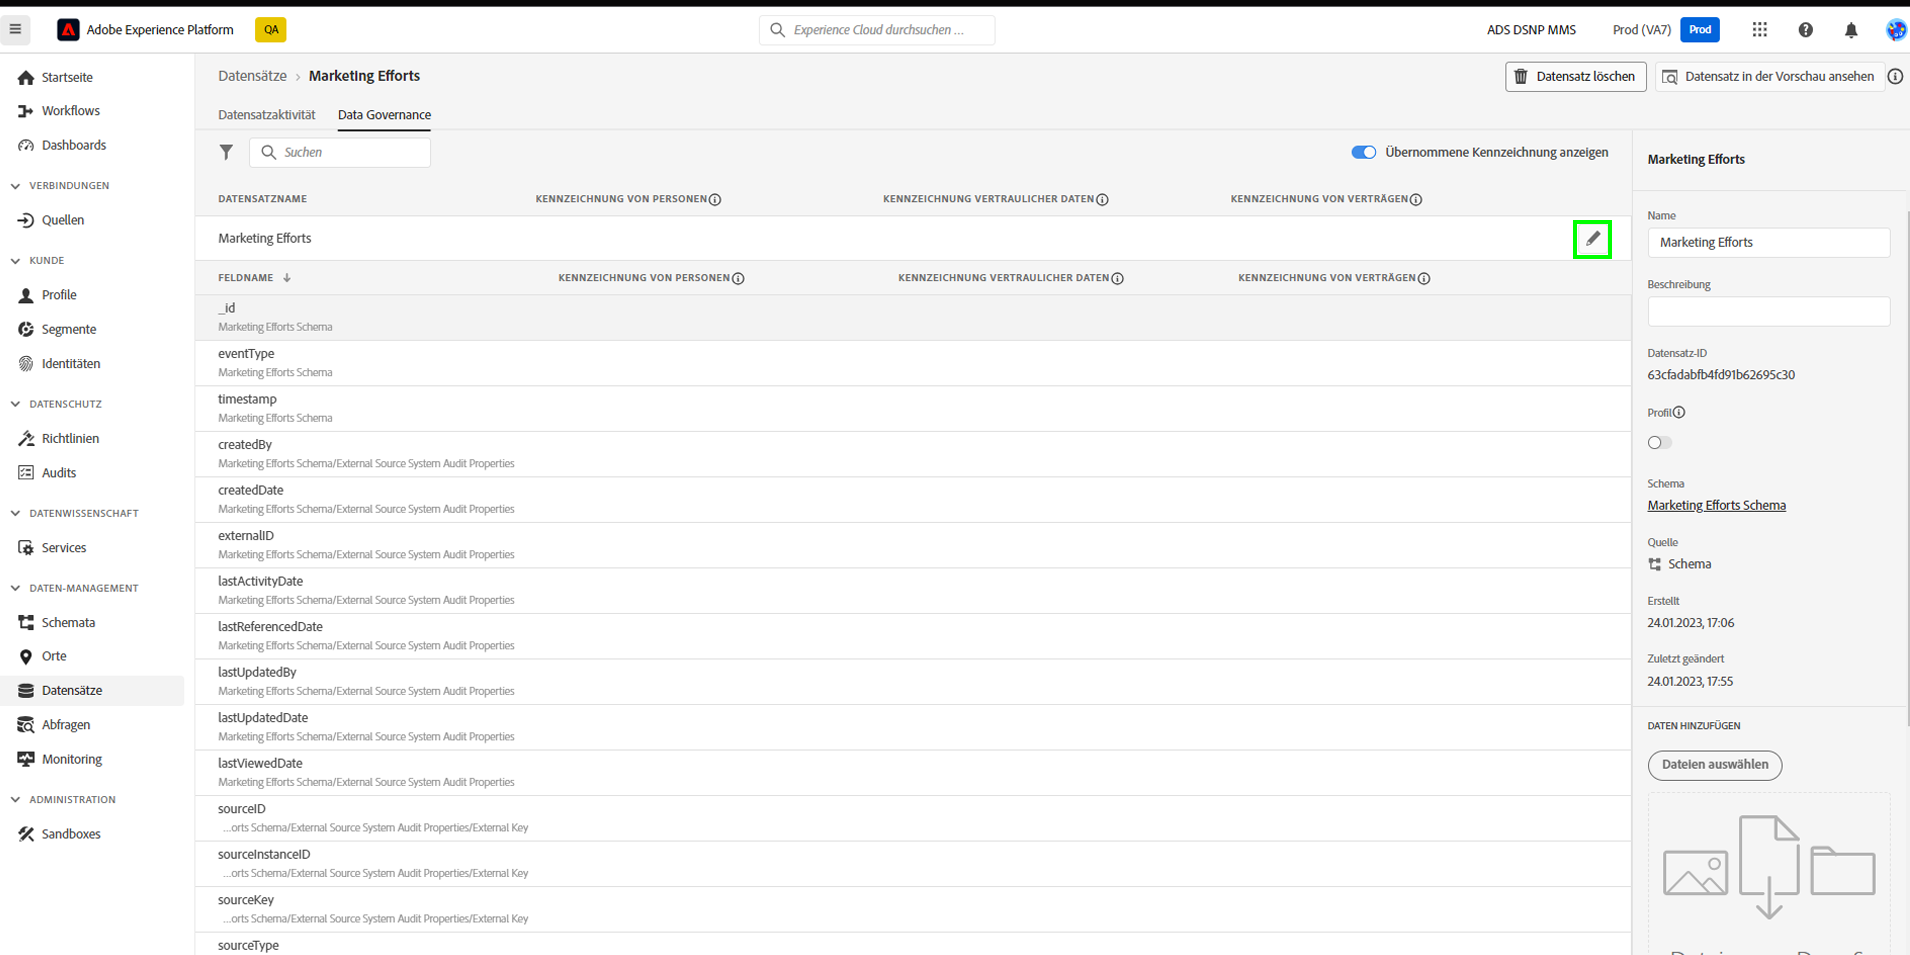 Adobe Experience Platform
QA
Experience Cloud durchsuchen ...
ADS DSNP MMS
Prod (VA7)
Prod
Startseite
Workflows
Dashboards
VERBINDUNGEN
Quellen
KUNDE
Profile
Segmente
Identitäten
DATENSCHUTZ
Richtlinien
Audits
DATENWISSENSCHAFT
Services
DATEN-MANAGEMENT
Schemata
Orte
Datensätze
Abfragen
Monitoring
ADMINISTRATION
Sandboxes
Datensätze › Marketing Efforts
Datensatz löschen
Datensatz in der Vorschau ansehen
Datensatzaktivität
Data Governance
Suchen
Übernommene Kennzeichnung anzeigen
DATENSATZNAME
KENNZEICHNUNG VON PERSONEN
KENNZEICHNUNG VERTRAULICHER DATEN
KENNZEICHNUNG VON VERTRÄGEN
Marketing Efforts
FELDNAME
KENNZEICHNUNG VON PERSONEN
KENNZEICHNUNG VERTRAULICHER DATEN
KENNZEICHNUNG VON VERTRÄGEN
_id
Marketing Efforts Schema
eventType
Marketing Efforts Schema
timestamp
Marketing Efforts Schema
createdBy
Marketing Efforts Schema/External Source System Audit Properties
createdDate
Marketing Efforts Schema/External Source System Audit Properties
externalID
Marketing Efforts Schema/External Source System Audit Properties
lastActivityDate
Marketing Efforts Schema/External Source System Audit Properties
lastReferencedDate
Marketing Efforts Schema/External Source System Audit Properties
lastUpdatedBy
Marketing Efforts Schema/External Source System Audit Properties
lastUpdatedDate
Marketing Efforts Schema/External Source System Audit Properties
lastViewedDate
Marketing Efforts Schema/External Source System Audit Properties
sourceID
...orts Schema/External Source System Audit Properties/External Key
sourceInstanceID
...orts Schema/External Source System Audit Properties/External Key
sourceKey
...orts Schema/External Source System Audit Properties/External Key
sourceType
Marketing Efforts
Name
Marketing Efforts
Beschreibung
Datensatz-ID
63cfadabfb4fd91b62695c30
Profil
Schema
Marketing Efforts Schema
Quelle
Schema
Erstellt
24.01.2023, 17:06
Zuletzt geändert
24.01.2023, 17:55
DATEN HINZUFÜGEN
Dateien auswählen